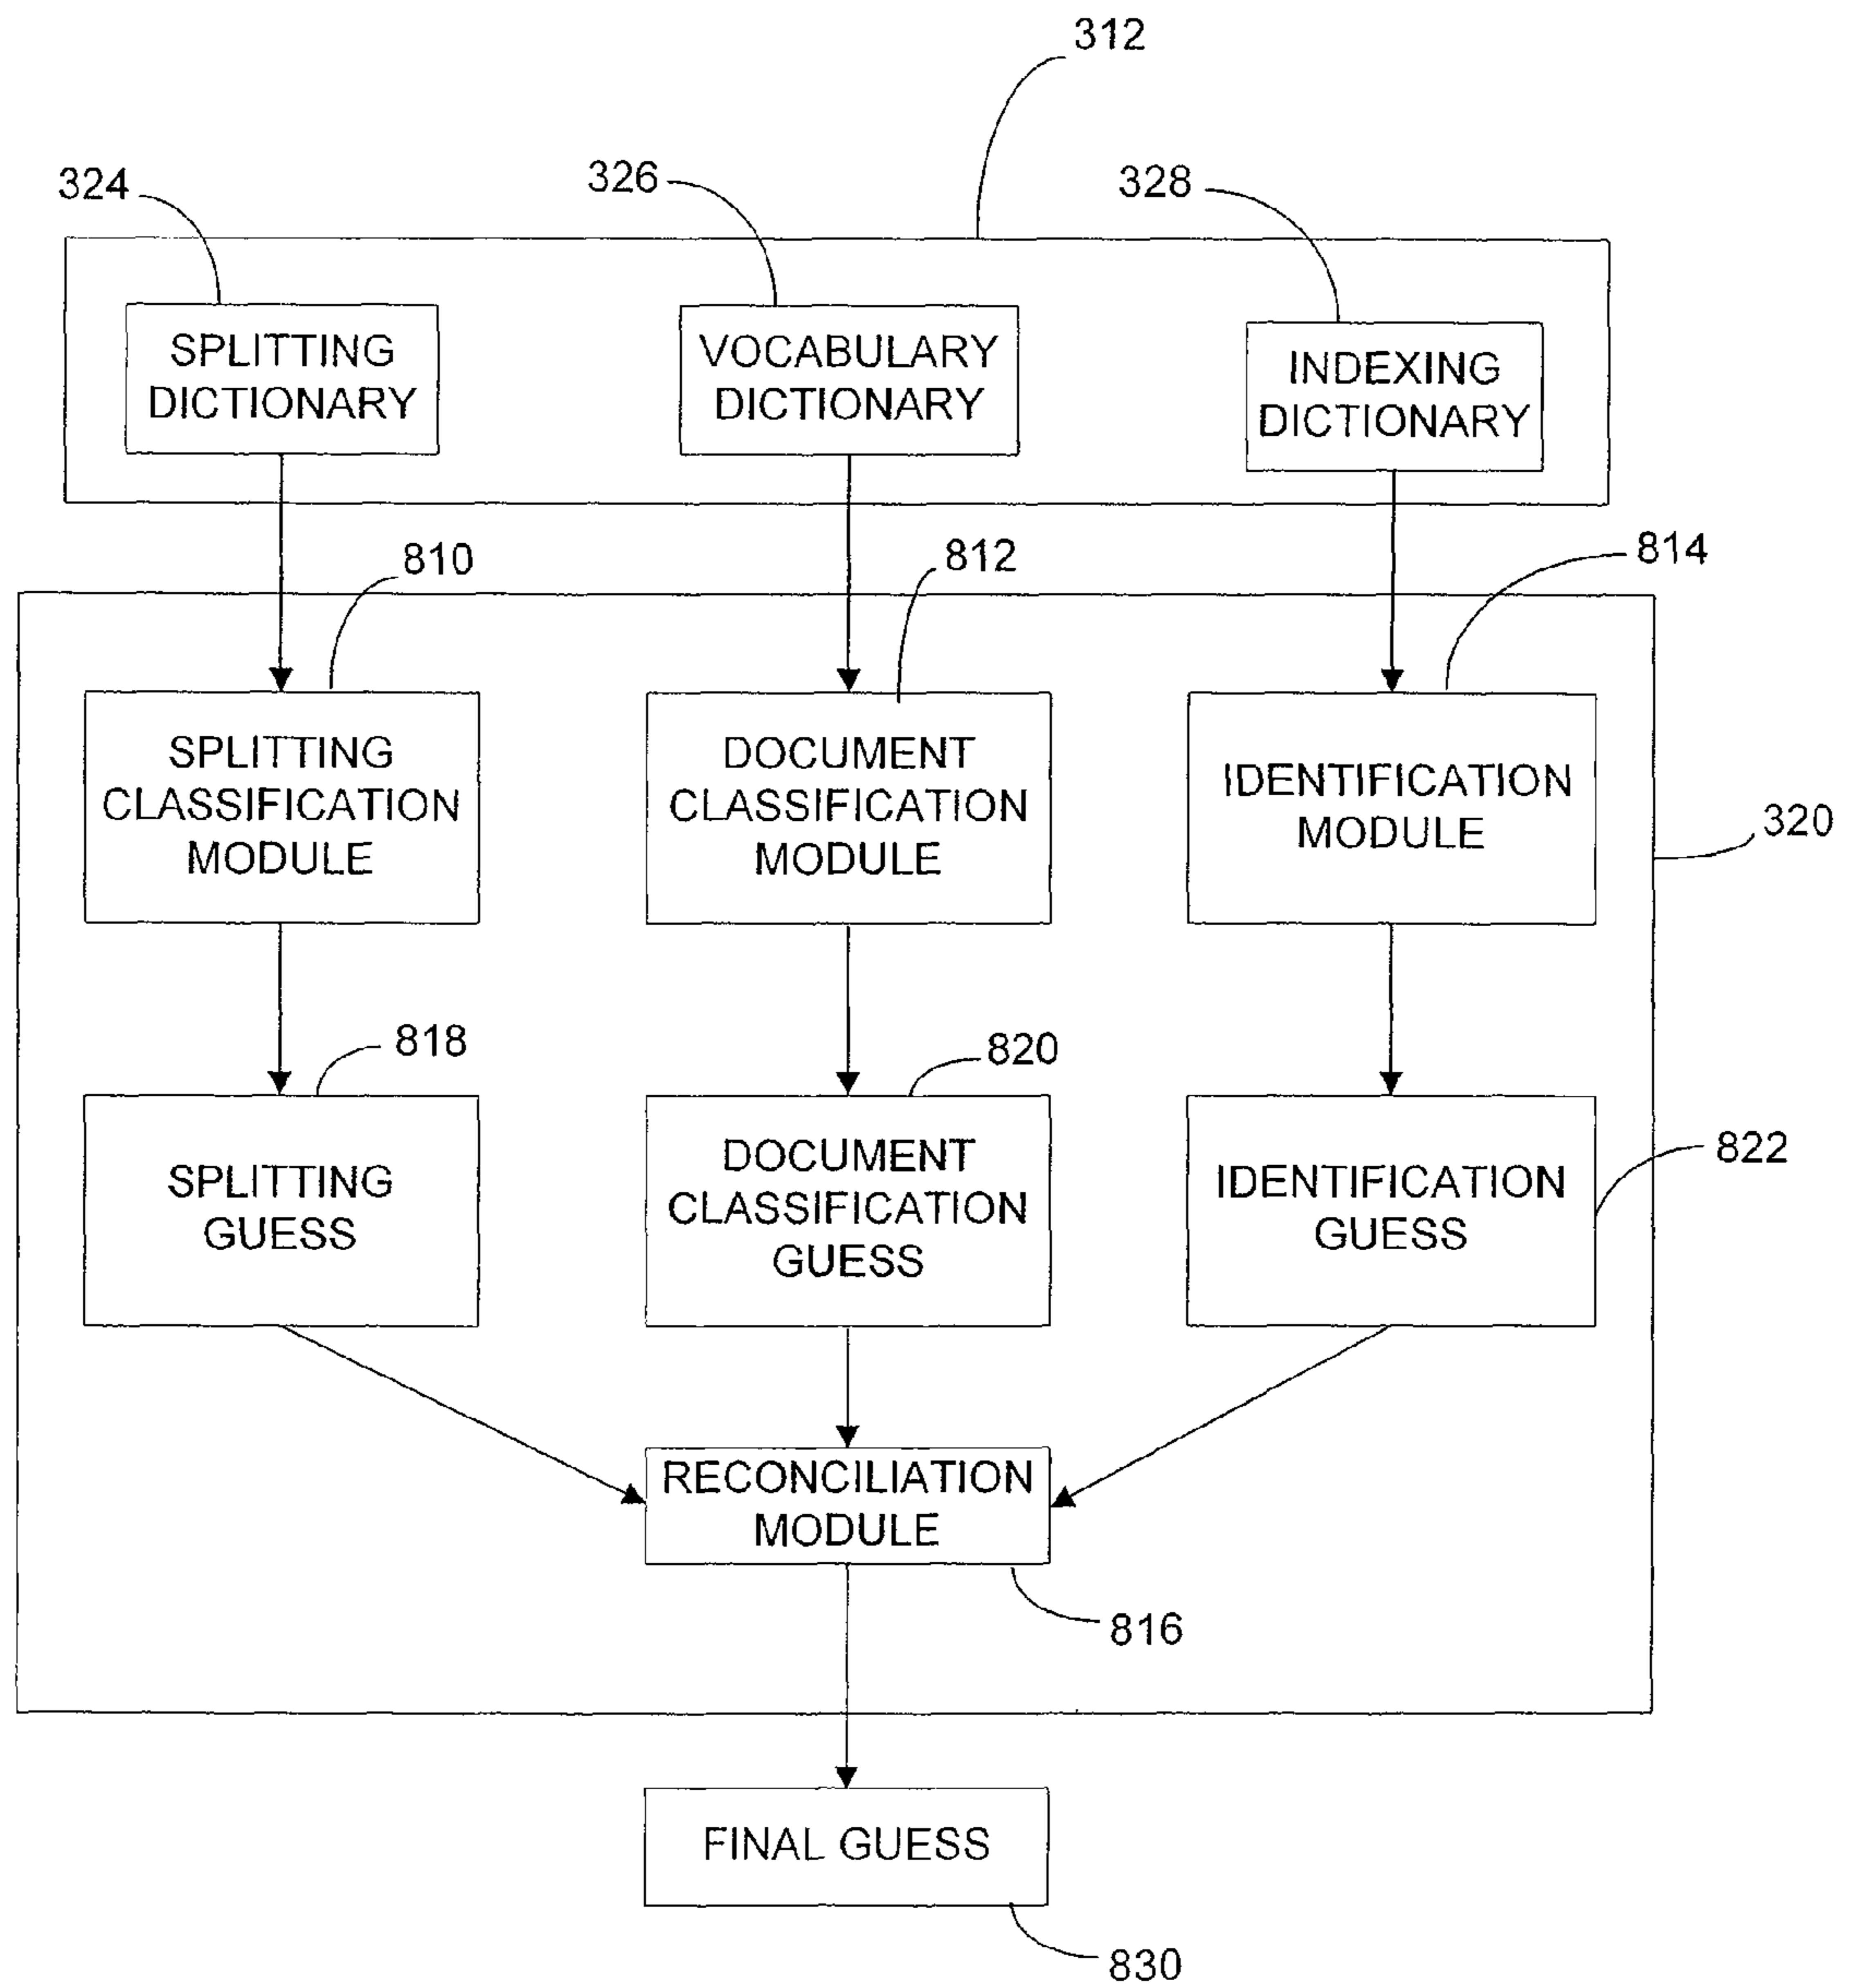 312
324
326
328
SPLITTING
DICTIONARY
VOCABULARY
DICTIONARY
INDEXING
DICTIONARY
810
812
814
SPLITTING
CLASSIFICATION
MODULE
DOCUMENT
CLASSIFICATION
MODULE
IDENTIFICATION
MODULE
320
818
820
822
SPLITTING
GUESS
DOCUMENT
CLASSIFICATION
GUESS
IDENTIFICATION
GUESS
RECONCILIATION
MODULE
816
FINAL GUESS
830